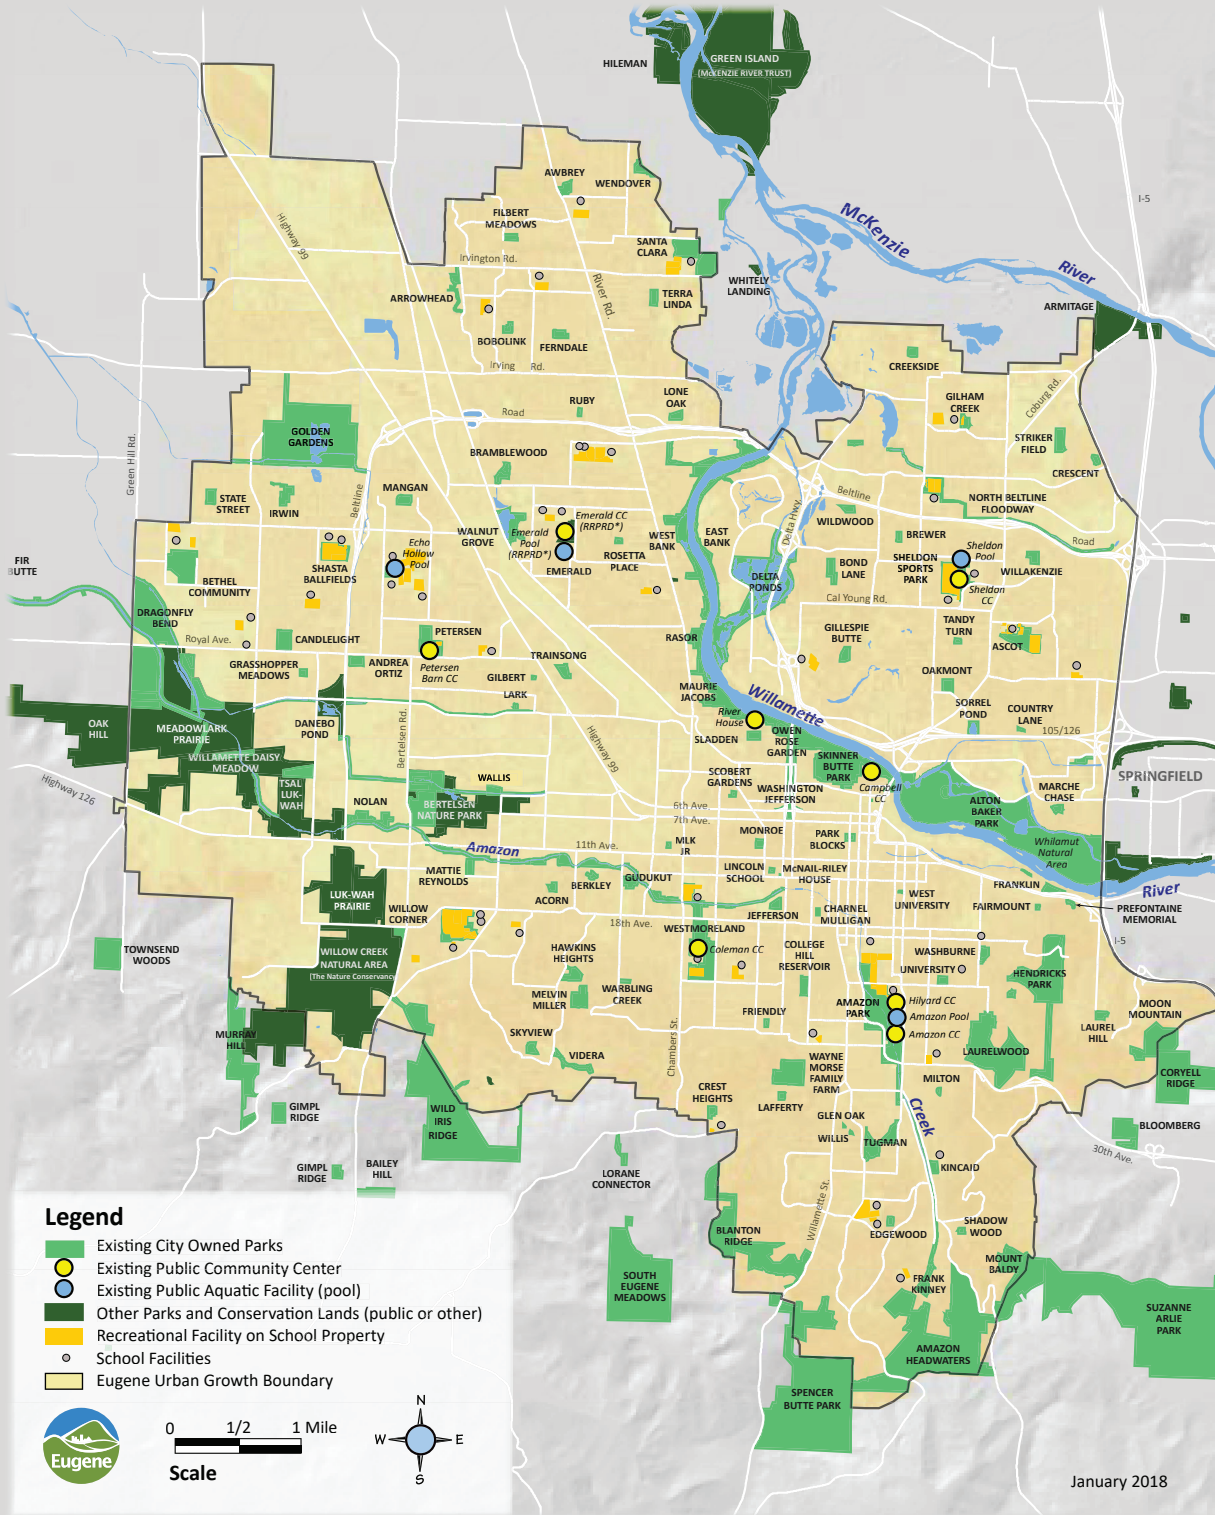 HILEMAN
GREEN ISLAND
(McKENZIE RIVER TRUST)
AWBREY
WENDOVER
I-5
FILBERT
MEADOWS
McKenzie
River
Highway 99
SANTA
CLARA
Irvington Rd.
WHITELY
LANDING
ARROWHEAD
River Rd.
TERRA
LINDA
ARMITAGE
BOBOLINK
FERNDALE
Irving Rd.
CREEKSIDE
LONE
OAK
RUBY
GILHAM
CREEK
Coburg Rd.
Road
GOLDEN
GARDENS
STRIKER
FIELD
BRAMBLEWOOD
CRESCENT
Green Hill Rd.
Beltline
MANGAN
Beltline
STATE
STREET
IRWIN
NORTH BELTLINE
FLOODWAY
Delta Hwy.
WILDWOOD
Emerald CC
(RRPRD*)
WALNUT
GROVE
Emerald
Pool
(RRPRD*)
WEST
BANK
EAST
BANK
BREWER
Road
Echo
Hollow
Pool
ROSETTA
PLACE
Sheldon
Pool
FIR
BUTTE
SHASTA
BALLFIELDS
EMERALD
BOND
LANE
SHELDON
SPORTS
PARK
WILLAKENZIE
BETHEL
COMMUNITY
DELTA
PONDS
Sheldon
CC
Cal Young Rd.
DRAGONFLY
BEND
Royal Ave.
CANDLELIGHT
PETERSEN
RASOR
GILLESPIE
BUTTE
TANDY
TURN
ASCOT
GRASSHOPPER
MEADOWS
ANDREA
ORTIZ
Petersen
Barn CC
TRAINSONG
GILBERT
OAKMONT
LARK
MAURIE
JACOBS
Willamette
SORREL
POND
COUNTRY
LANE
OAK
HILL
MEADOWLARK
PRAIRIE
DANEBO
POND
Bertelsen Rd.
Highway 99
River
House
SLADDEN
OWEN
ROSE
GARDEN
105/126
WILLAMETTE DAISY
MEADOW
SKINNER
BUTTE
PARK
SPRINGFIELD
Highway 126
TSAL
LUK-
WAH
WALLIS
SCOBERT
GARDENS
WASHINGTON
JEFFERSON
Campbell
CC
MARCHE
CHASE
NOLAN
BERTELSEN
NATURE PARK
6th Ave.
7th Ave.
ALTON
BAKER
PARK
MONROE
PARK
BLOCKS
Amazon
11th Ave.
MLK
JR
Whilamut
Natural
Area
MATTIE
REYNOLDS
GUDUKUT
BERKLEY
LINCOLN
SCHOOL
McNAIL-RILEY
HOUSE
FRANKLIN
River
LUK-WAH
PRAIRIE
WILLOW
CORNER
ACORN
WEST
UNIVERSITY
FAIRMOUNT
PREFONTAINE
MEMORIAL
JEFFERSON
CHARNEL
MULLIGAN
18th Ave.
WESTMORELAND
I-5
TOWNSEND
WOODS
WILLOW CREEK
NATURAL AREA
(The Nature Conservancy
HAWKINS
HEIGHTS
Coleman CC
COLLEGE
HILL
RESERVOIR
WASHBURNE
UNIVERSITY
HENDRICKS
PARK
MELVIN
MILLER
WARBLING
CREEK
FRIENDLY
AMAZON
PARK
Hilyard CC
Amazon Pool
Amazon CC
MOON
MOUNTAIN
LAUREL
HILL
MURRAY
HILL
SKYVIEW
VIDERA
Chambers St.
LAURELWOOD
WAYNE
MORSE
FAMILY
FARM
CORYELL
RIDGE
MILTON
CREST
HEIGHTS
GIMPL
RIDGE
WILD
IRIS
RIDGE
LAFFERTY
GLEN OAK
Creek
BLOOMBERG
WILLIS
TUGMAN
30th Ave.
GIMPL
RIDGE
BAILEY
HILL
LORANE
CONNECTOR
KINCAID
Willamette St.
BLANTON
RIDGE
EDGEWOOD
SHADOW
WOOD
MOUNT
BALDY
SOUTH
EUGENE
MEADOWS
FRANK
KINNEY
SUZANNE
ARLIE
PARK
AMAZON
HEADWATERS
SPENCER
BUTTE PARK
Legend
Existing City Owned Parks
Existing Public Community Center
Existing Public Aquatic Facility (pool)
Other Parks and Conservation Lands (public or other)
Recreational Facility on School Property
School Facilities
Eugene Urban Growth Boundary
Eugene
0 1/2 1 Mile
Scale
N
W E
S
January 2018